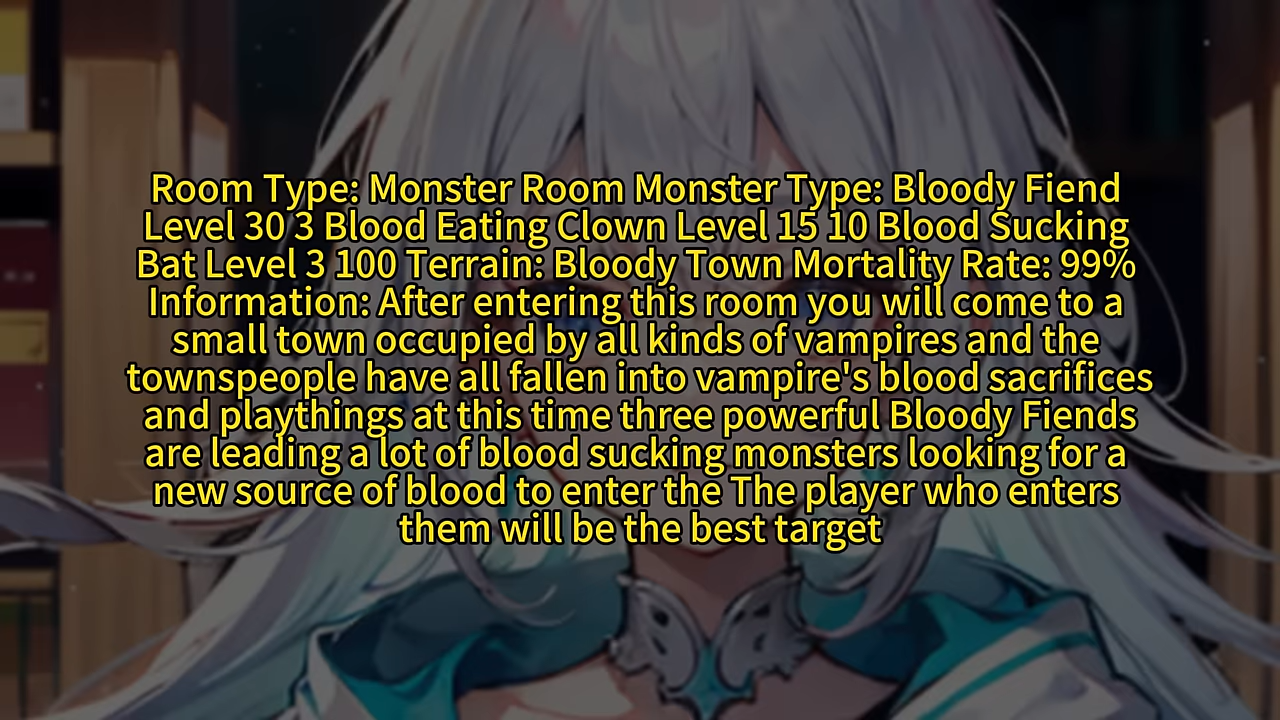 Room Type: Monster Room Monster Type: Bloody Fiend
Level 30 3 Blood Eating Clown Level 15 10 Blood Sucking
Bat Level 3 100 Terrain: Bloody Town Mortality Rate: 99%
Information: After entering this room you will come to a
small town occupied by all kinds of vampires and the
townspeople have all fallen into vampire's blood sacrifices
and playthings at this time three powerful Bloody Fiends
are leading a lot of blood sucking monsters looking for a
new source of blood to enter the The player who enters
them will be the best target